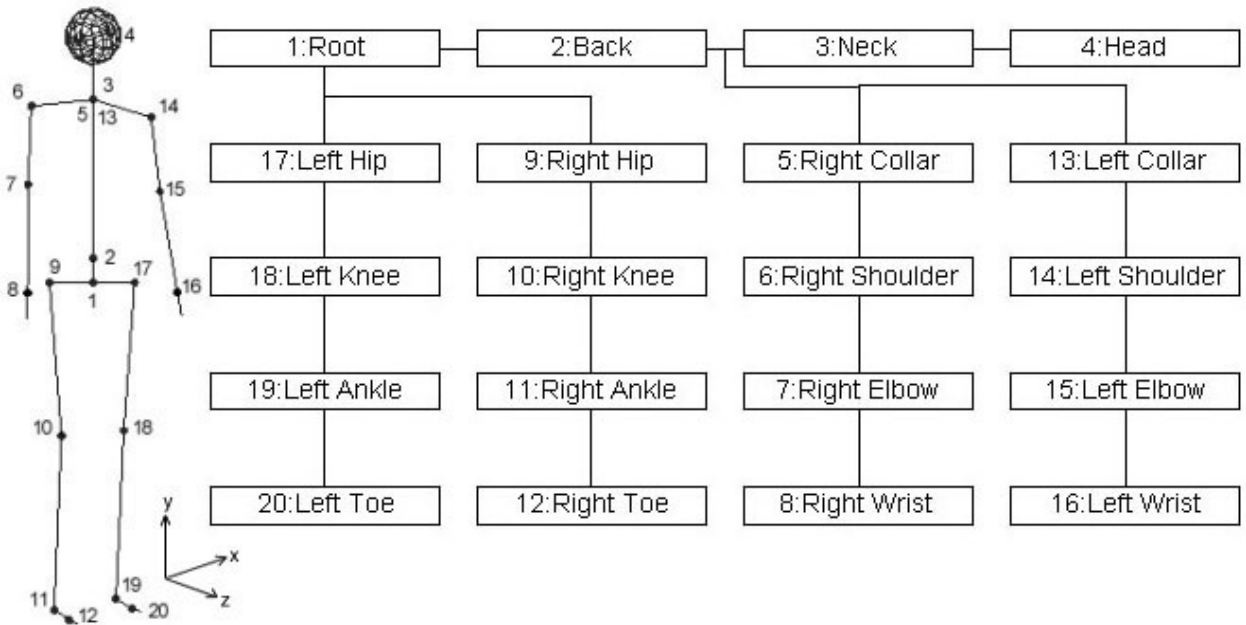 4
3
6
5
13
14
7
15
2
9
17
8
1
16
10
18
19
11
12
20
y
x
z
1:Root
2:Back
3:Neck
4:Head
17:Left Hip
9:Right Hip
5:Right Collar
13:Left Collar
18:Left Knee
10:Right Knee
6:Right Shoulder
14:Left Shoulder
19:Left Ankle
11:Right Ankle
7:Right Elbow
15:Left Elbow
20:Left Toe
12:Right Toe
8:Right Wrist
16:Left Wrist